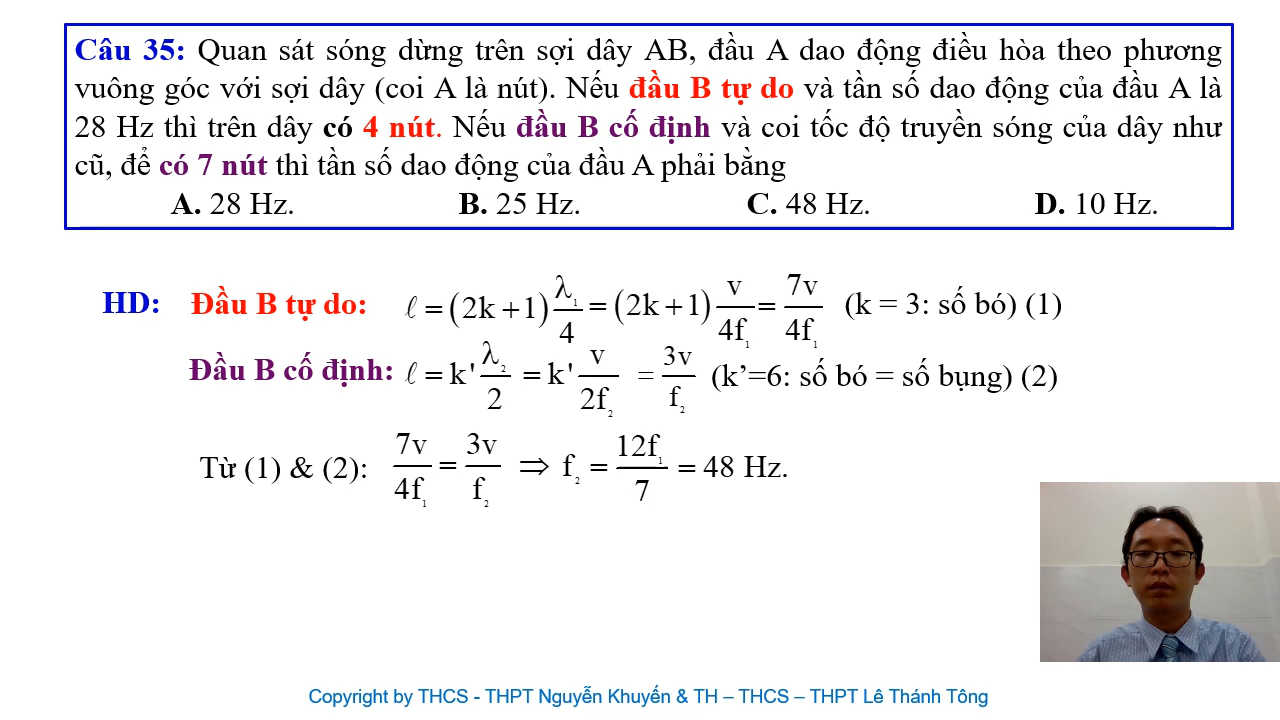 Câu 35: Quan sát sóng dừng trên sợi dây AB, đầu A dao động điều hòa theo phương
vuông góc với sợi dây (coi A là nút). Nếu đầu B tự do và tần số dao động của đầu A là
28 Hz thì trên dây có 4 nút. Nếu đầu B cố định và coi tốc độ truyền sóng của dây như
cũ, để có 7 nút thì tần số dao động của đầu A phải bằng
A. 28 Hz. B. 25 Hz. C. 48 Hz. D. 10 Hz.
HD: Đầu B tự do: ℓ = (2k+1) λ₁/4 = (2k+1) v/4f₁ = 7v/4f₁ (k = 3: số bó) (1)
Đầu B cố định: ℓ = k' λ₂/2 = k' v/2f₂ = 3v/f₂ (k’=6: số bó = số bụng) (2)
Từ (1) & (2): 7v/4f₁ = 3v/f₂ ⇒ f₂ = 12f₁/7 = 48 Hz.
Copyright by THCS - THPT Nguyễn Khuyến & TH – THCS – THPT Lê Thánh Tông